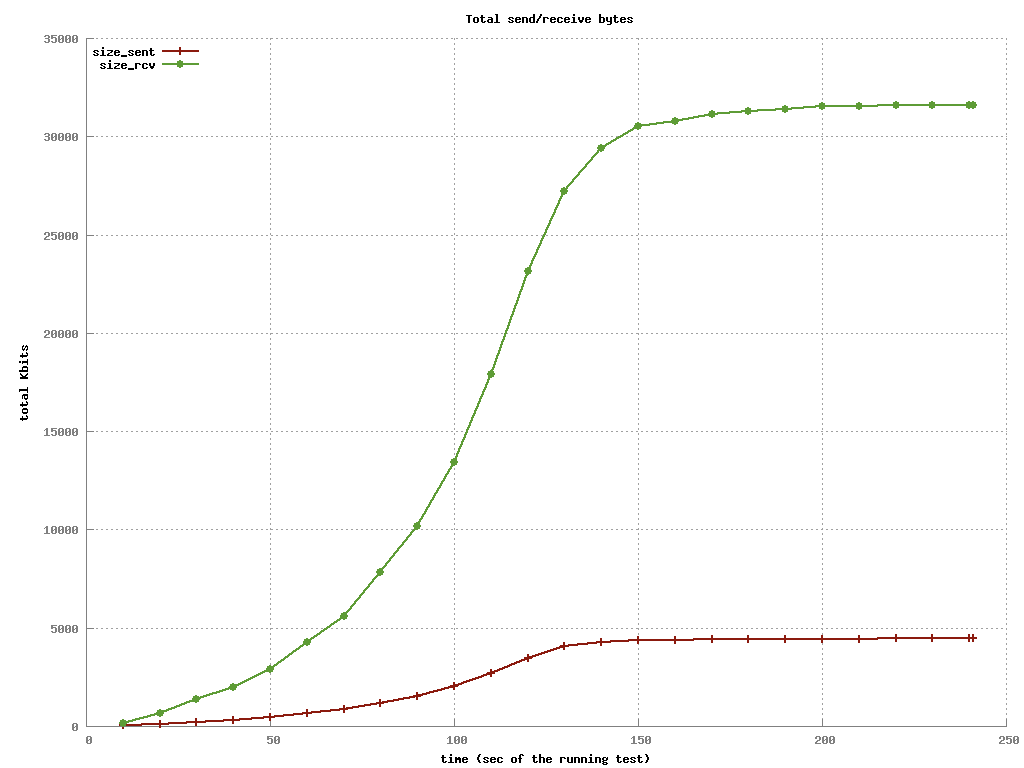 Total send/receive bytes
size_sent
size_rcv
35000
30000
25000
20000
15000
10000
5000
0
total Kbits
0 50 100 150 200 250
time (sec of the running test)